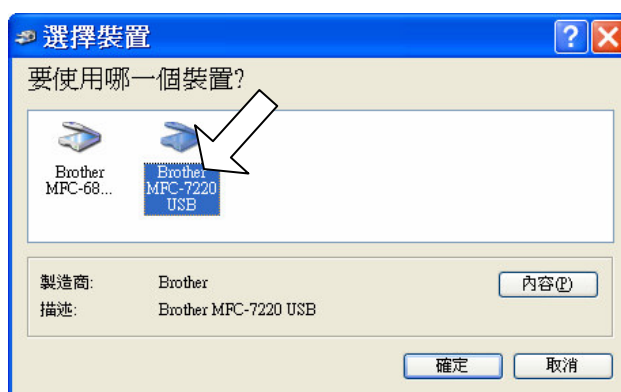 選擇裝置
要使用哪一個裝置?
Brother
MFC-68...
Brother
MFC-7220
USB
製造商: Brother
內容(P)
描述: Brother MFC-7220 USB
確定
取消